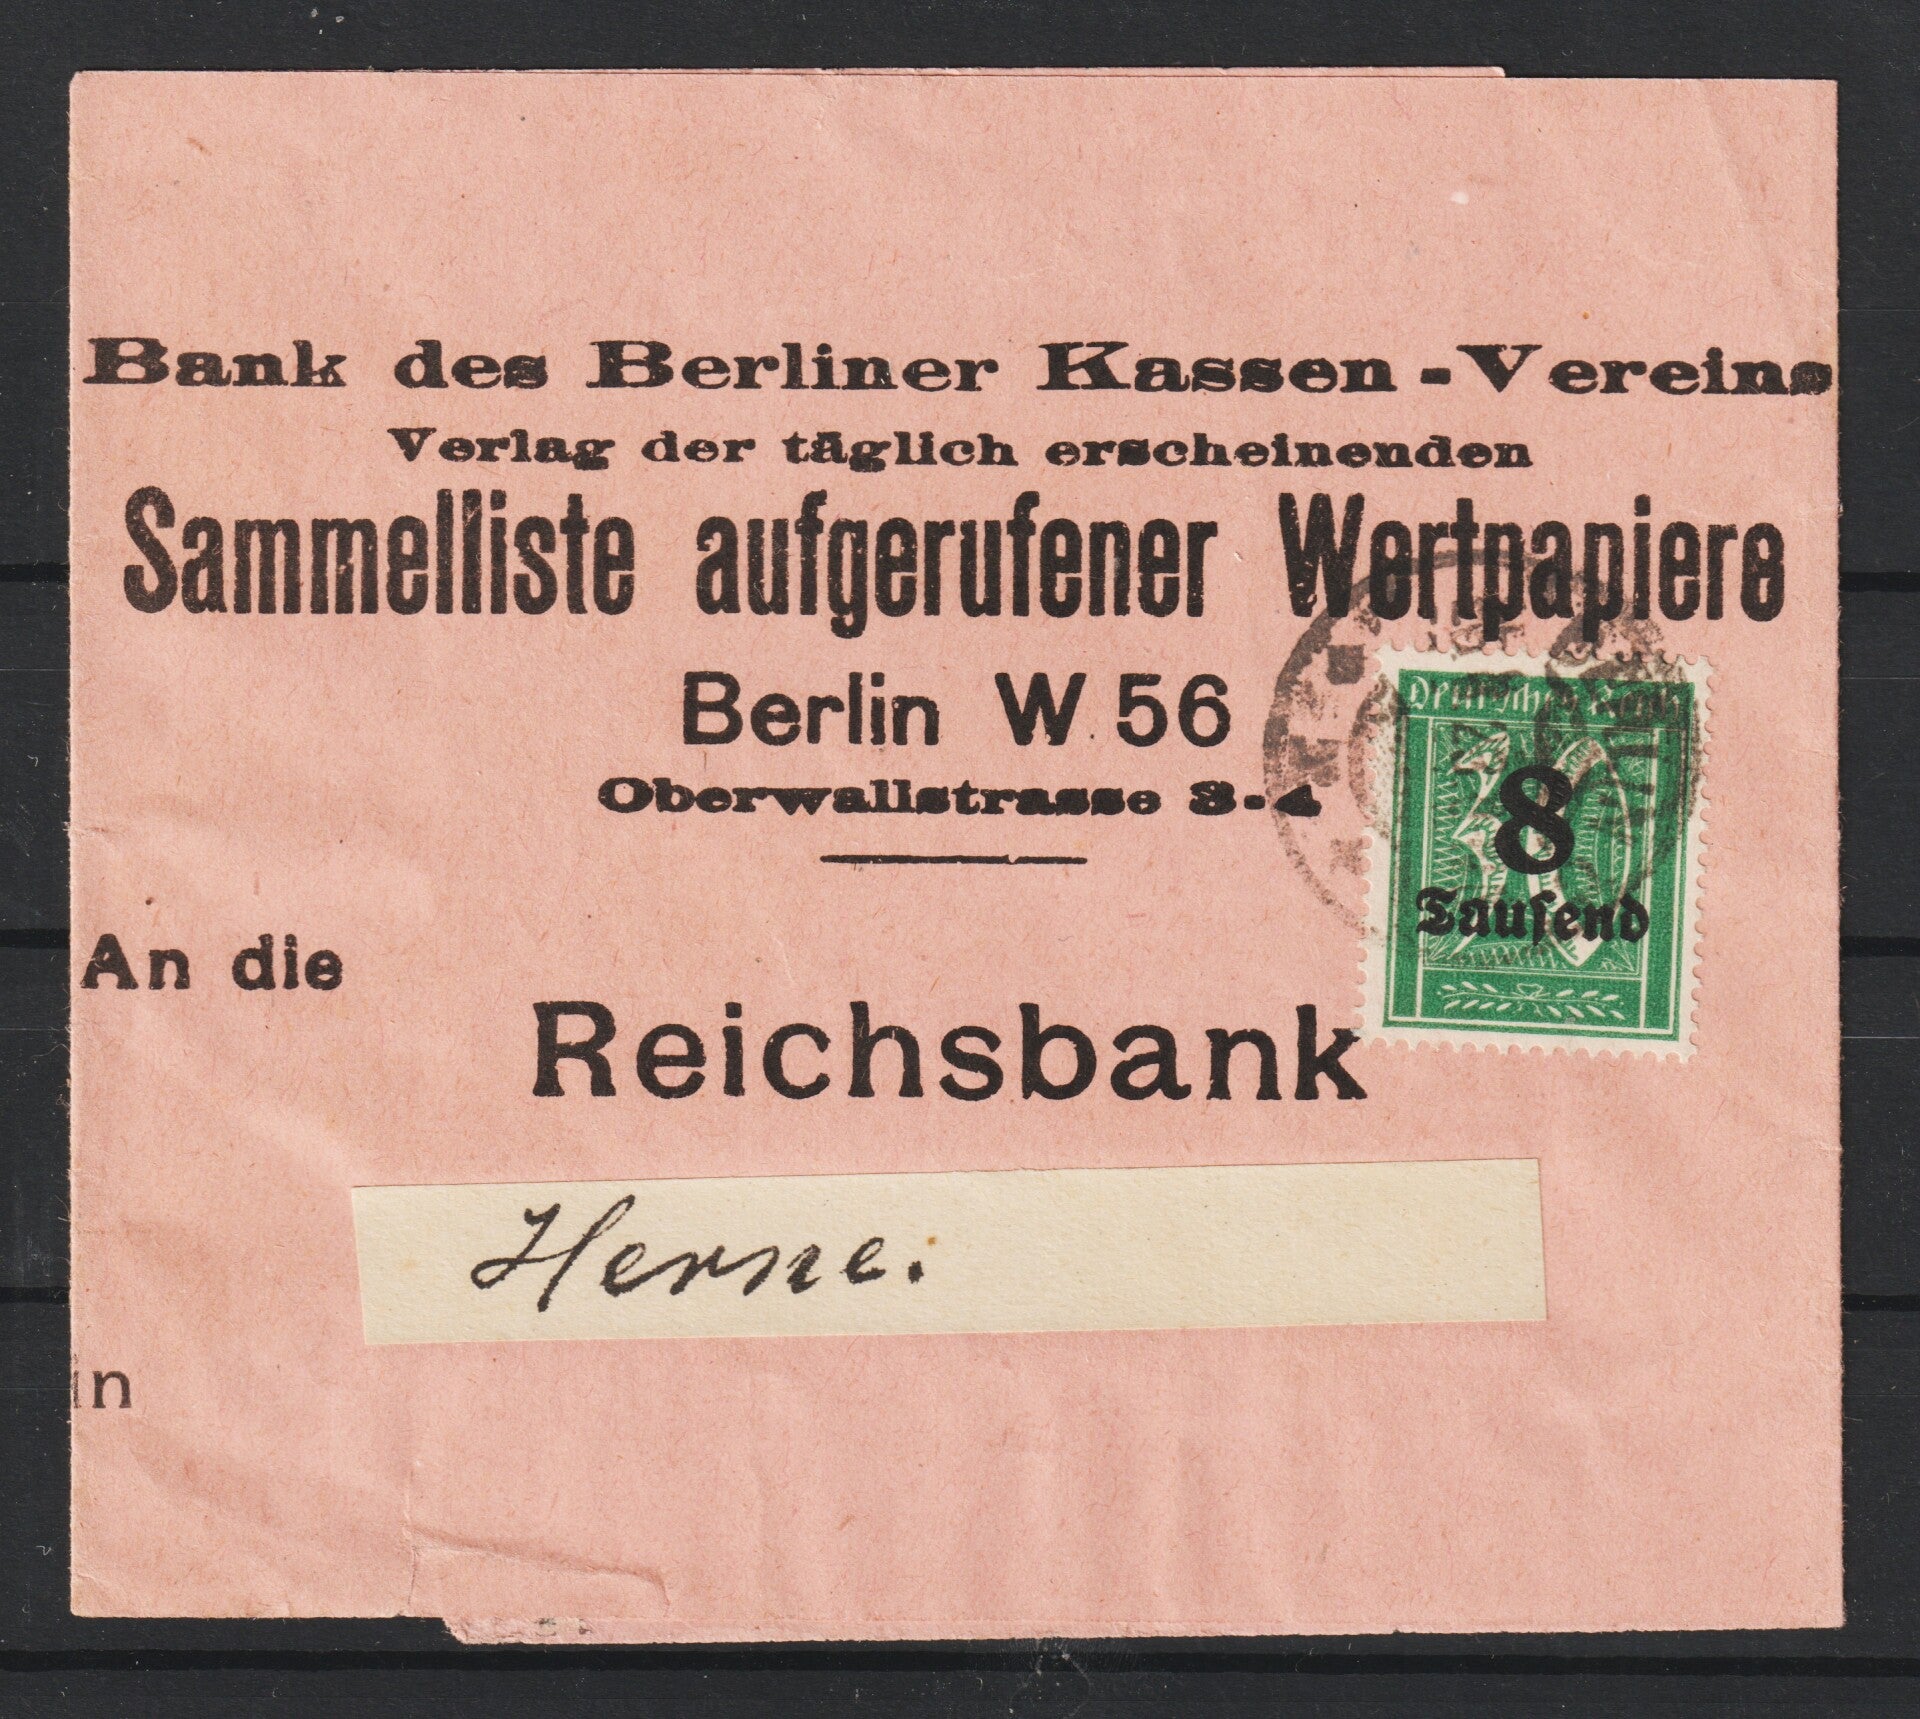 Bank des Berliner Kassen-Vereins
Verlag der täglich erscheinenden
Sammelliste aufgerufener Wertpapiere
Berlin W. 56
Oberwallstrasse 3-4
Deutsches Reich
30
8
Tausend
An die
Reichsbank
Herne.
in